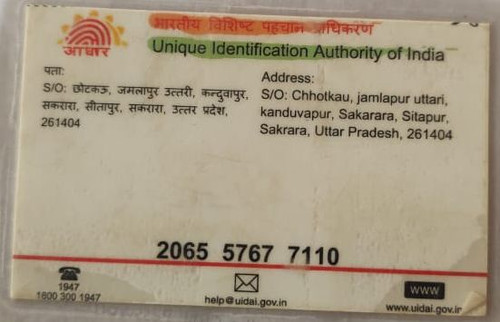 भारतीय विशिष्ट पहचान प्राधिकरण
आधार
Unique Identification Authority of India
पता:
S/O: छोटकऊ, जमलापुर उत्तरी, कन्दुवापुर,
सकरारा, सीतापुर, सकरारा, उत्तर प्रदेश,
261404
Address:
S/O: Chhotkau, jamlapur uttari,
kanduvapur, Sakarara, Sitapur,
Sakrara, Uttar Pradesh, 261404
2065 5767 7110
1947
1800 300 1947
help@uidai.gov.in
www
www.uidai.gov.in